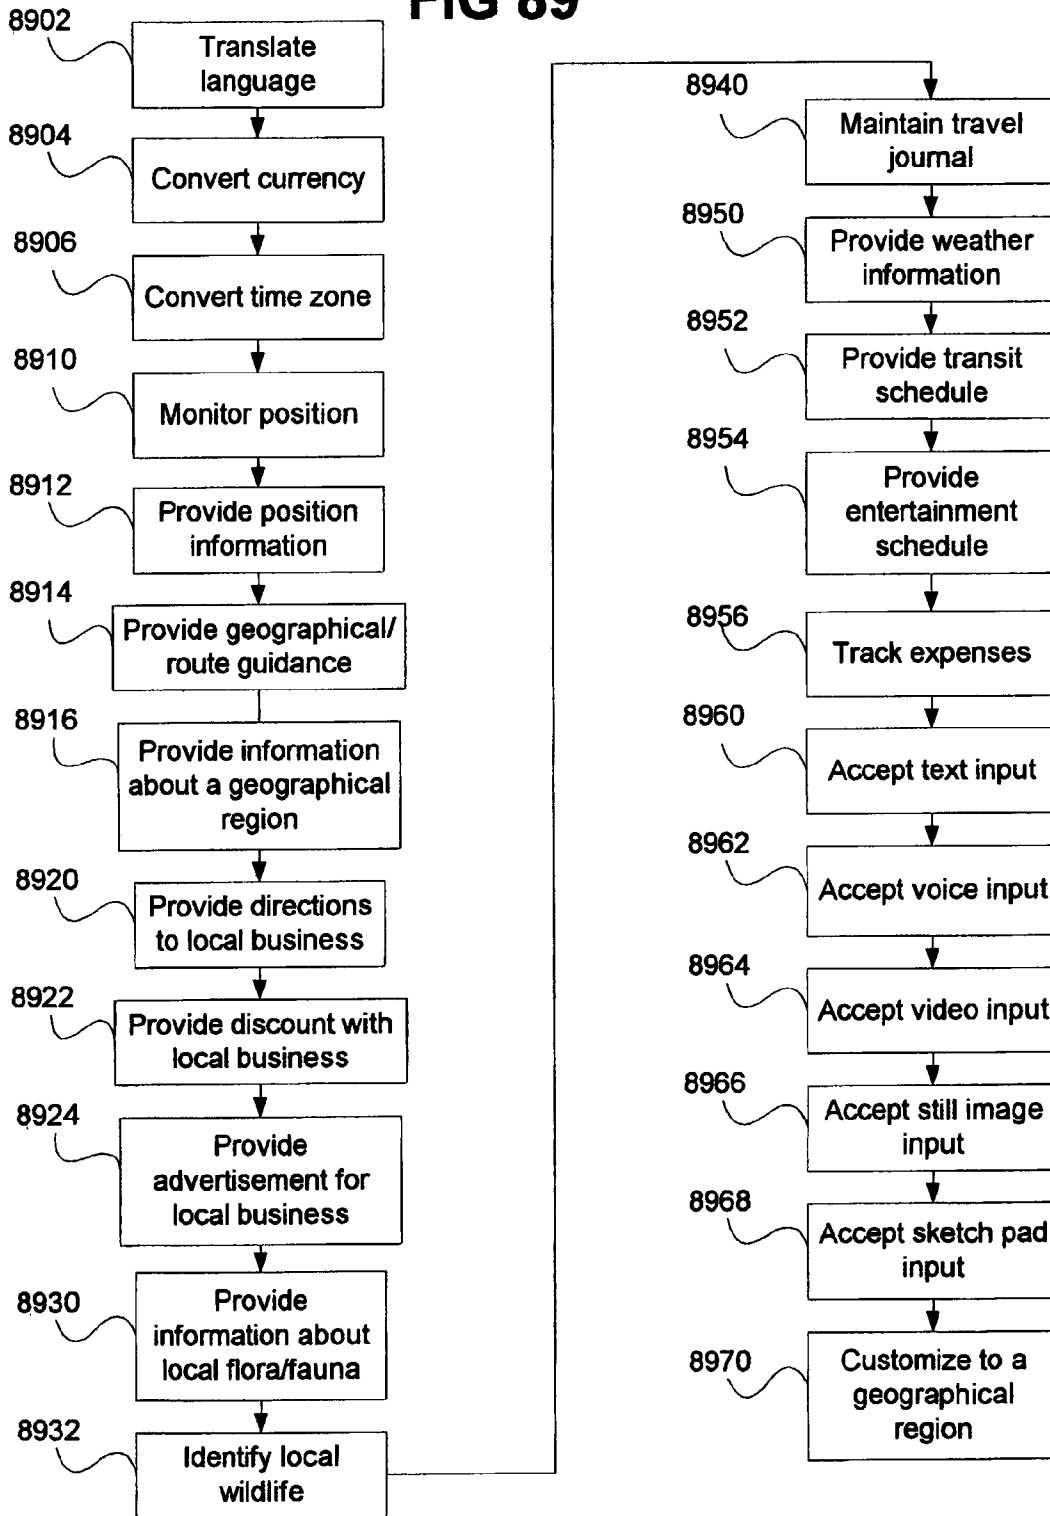 FIG 89
8902
Translate
language
8904
Convert currency
8906
Convert time zone
8910
Monitor position
8912
Provide position
information
8914
Provide geographical/
route guidance
8916
Provide information
about a geographical
region
8920
Provide directions
to local business
8922
Provide discount with
local business
8924
Provide
advertisement for
local business
8930
Provide
information about
local flora/fauna
8932
Identify local
wildlife
8940
Maintain travel
journal
8950
Provide weather
information
8952
Provide transit
schedule
8954
Provide
entertainment
schedule
8956
Track expenses
8960
Accept text input
8962
Accept voice input
8964
Accept video input
8966
Accept still image
input
8968
Accept sketch pad
input
8970
Customize to a
geographical
region